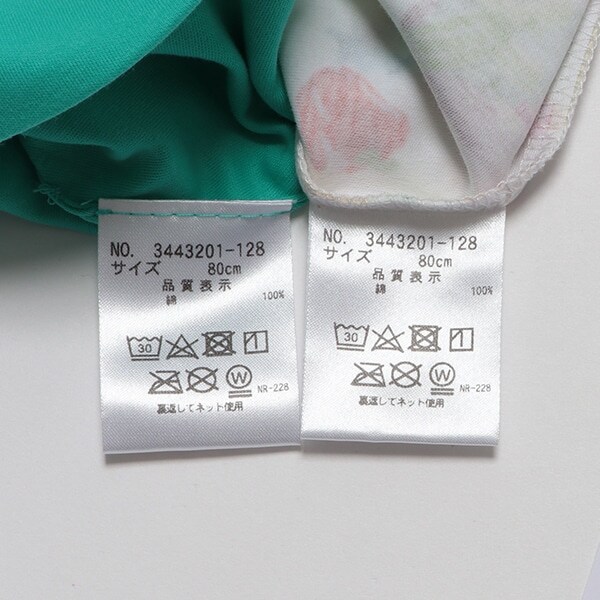 NO. 3443201-128
サイズ 80cm
品質表示
綿 100%
30
W
NR-228
裏返してネット使用
NO. 3443201-128
サイズ 80cm
品質表示
綿 100%
30
W
NR-228
裏返してネット使用